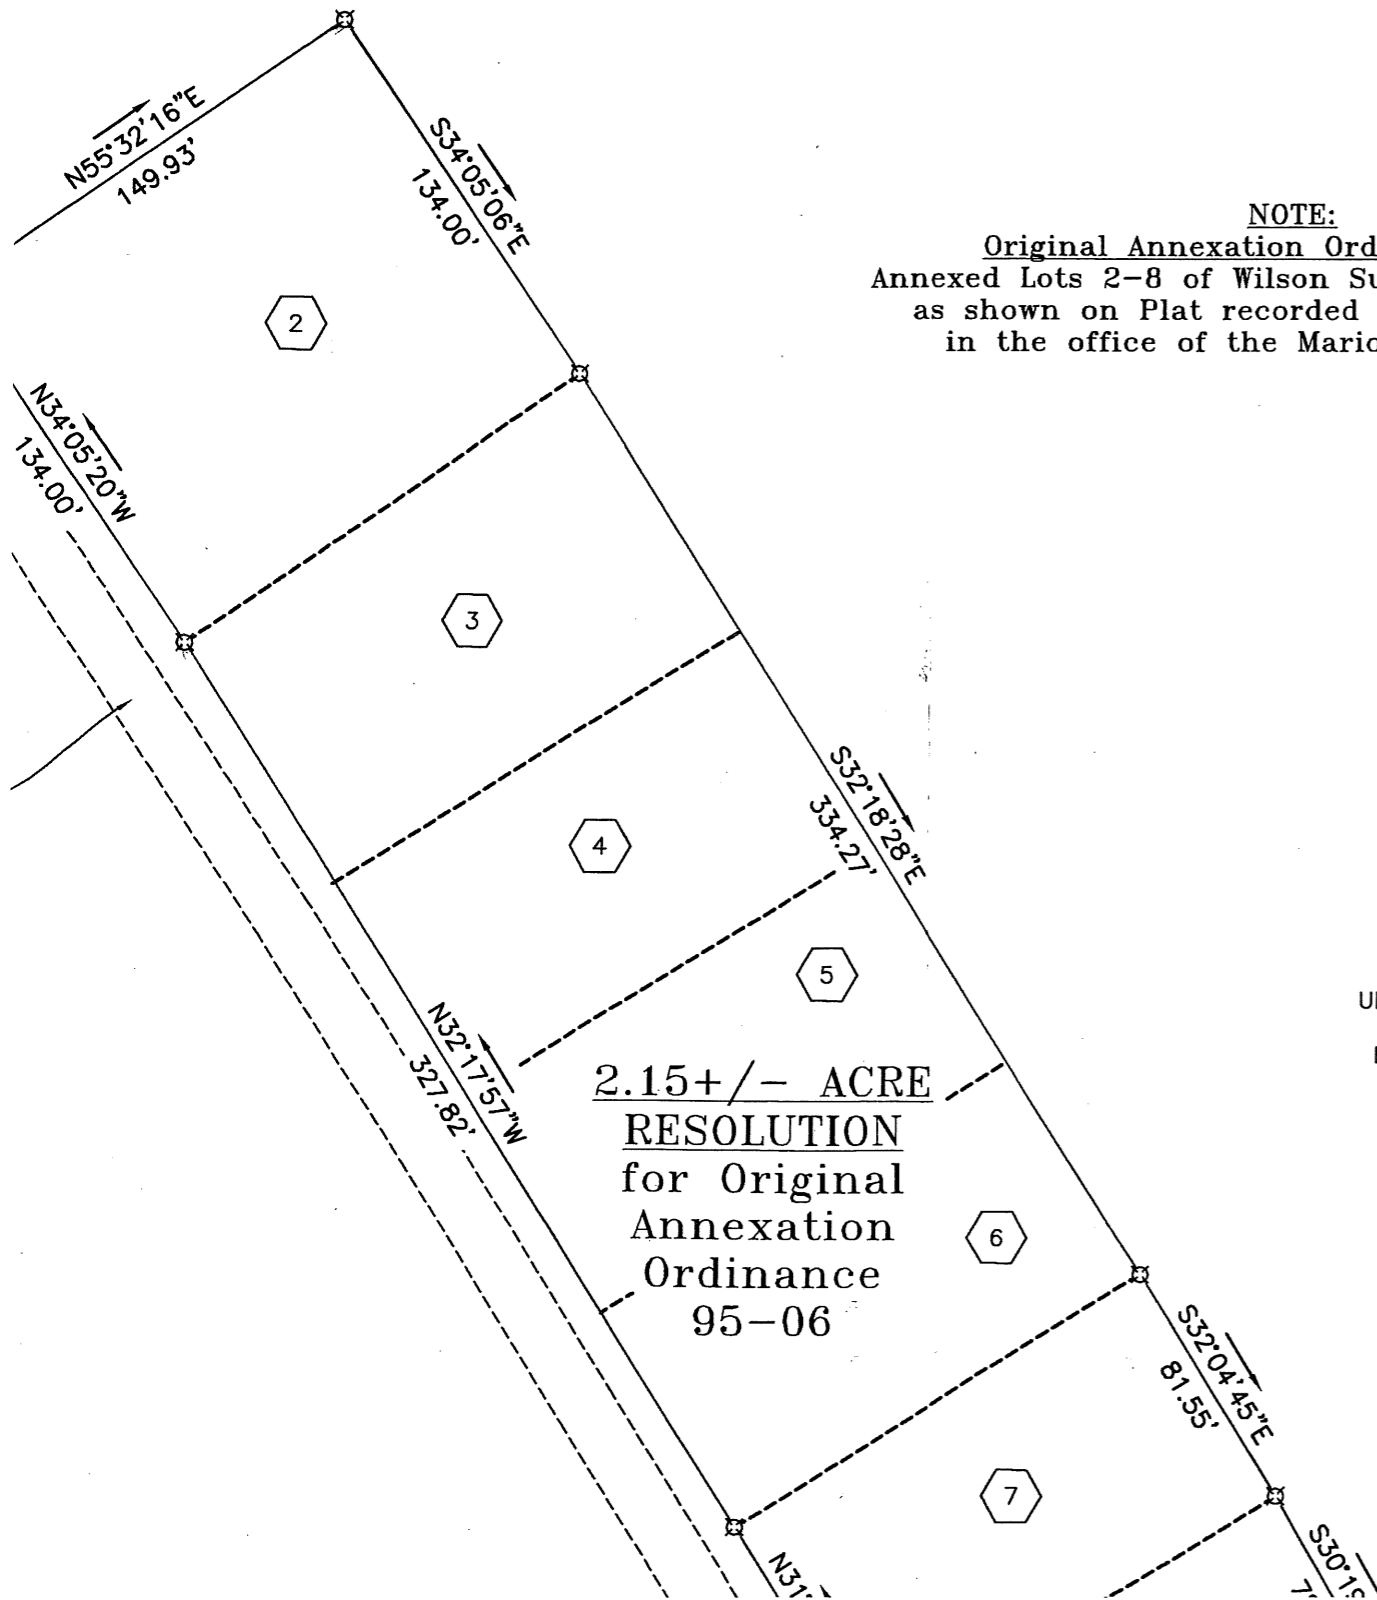 N55°32'16"E
149.93'
S34°05'06"E
134.00'
NOTE:
Original Annexation Ord
Annexed Lots 2-8 of Wilson Su
as shown on Plat recorded
in the office of the Mario
2
N34°05'20"W
134.00'
3
S32°18'28"E
334.27'
4
5
N32°17'57"W
327.82'
2.15+/- ACRE
RESOLUTION
for Original
Annexation
Ordinance
95-06
6
S32°04'45"E
81.55'
7
N31°
S30°19